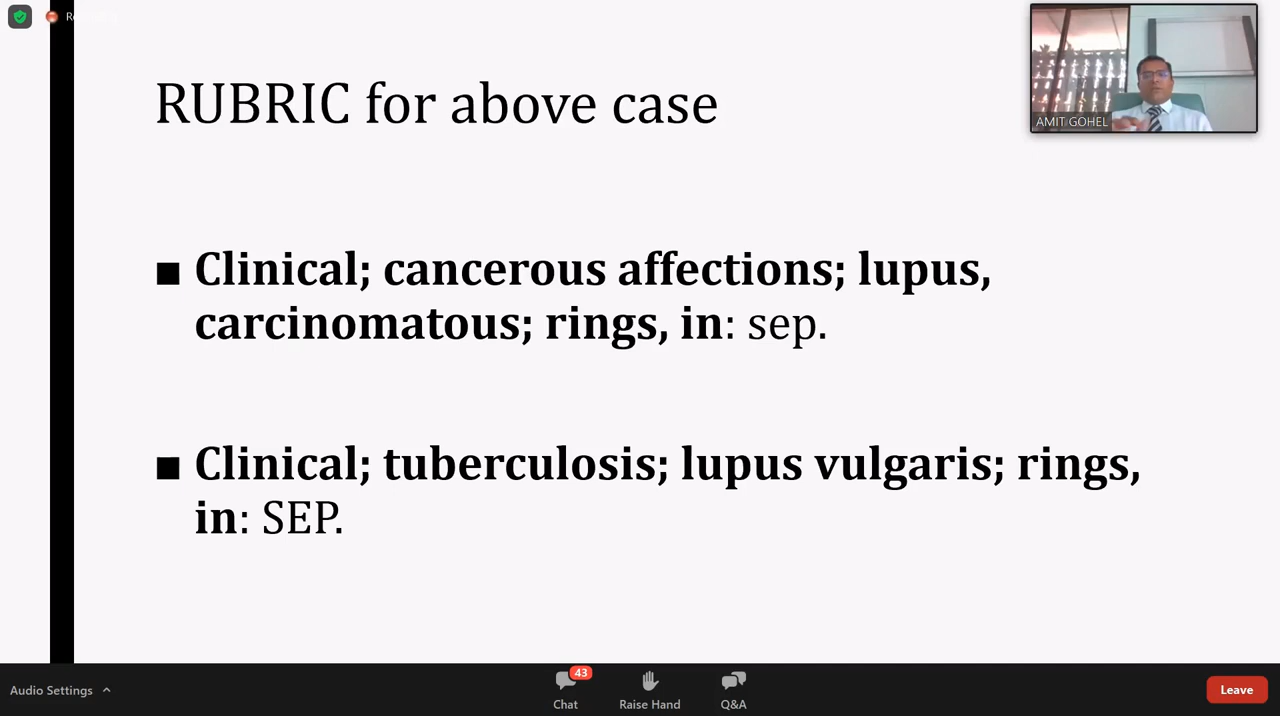 RUBRIC for above case
AMIT GOHEL
■ Clinical; cancerous affections; lupus,
carcinomatous; rings, in: sep.
■ Clinical; tuberculosis; lupus vulgaris; rings,
in: SEP.
Audio Settings
43
Chat
Raise Hand
Q&A
Leave